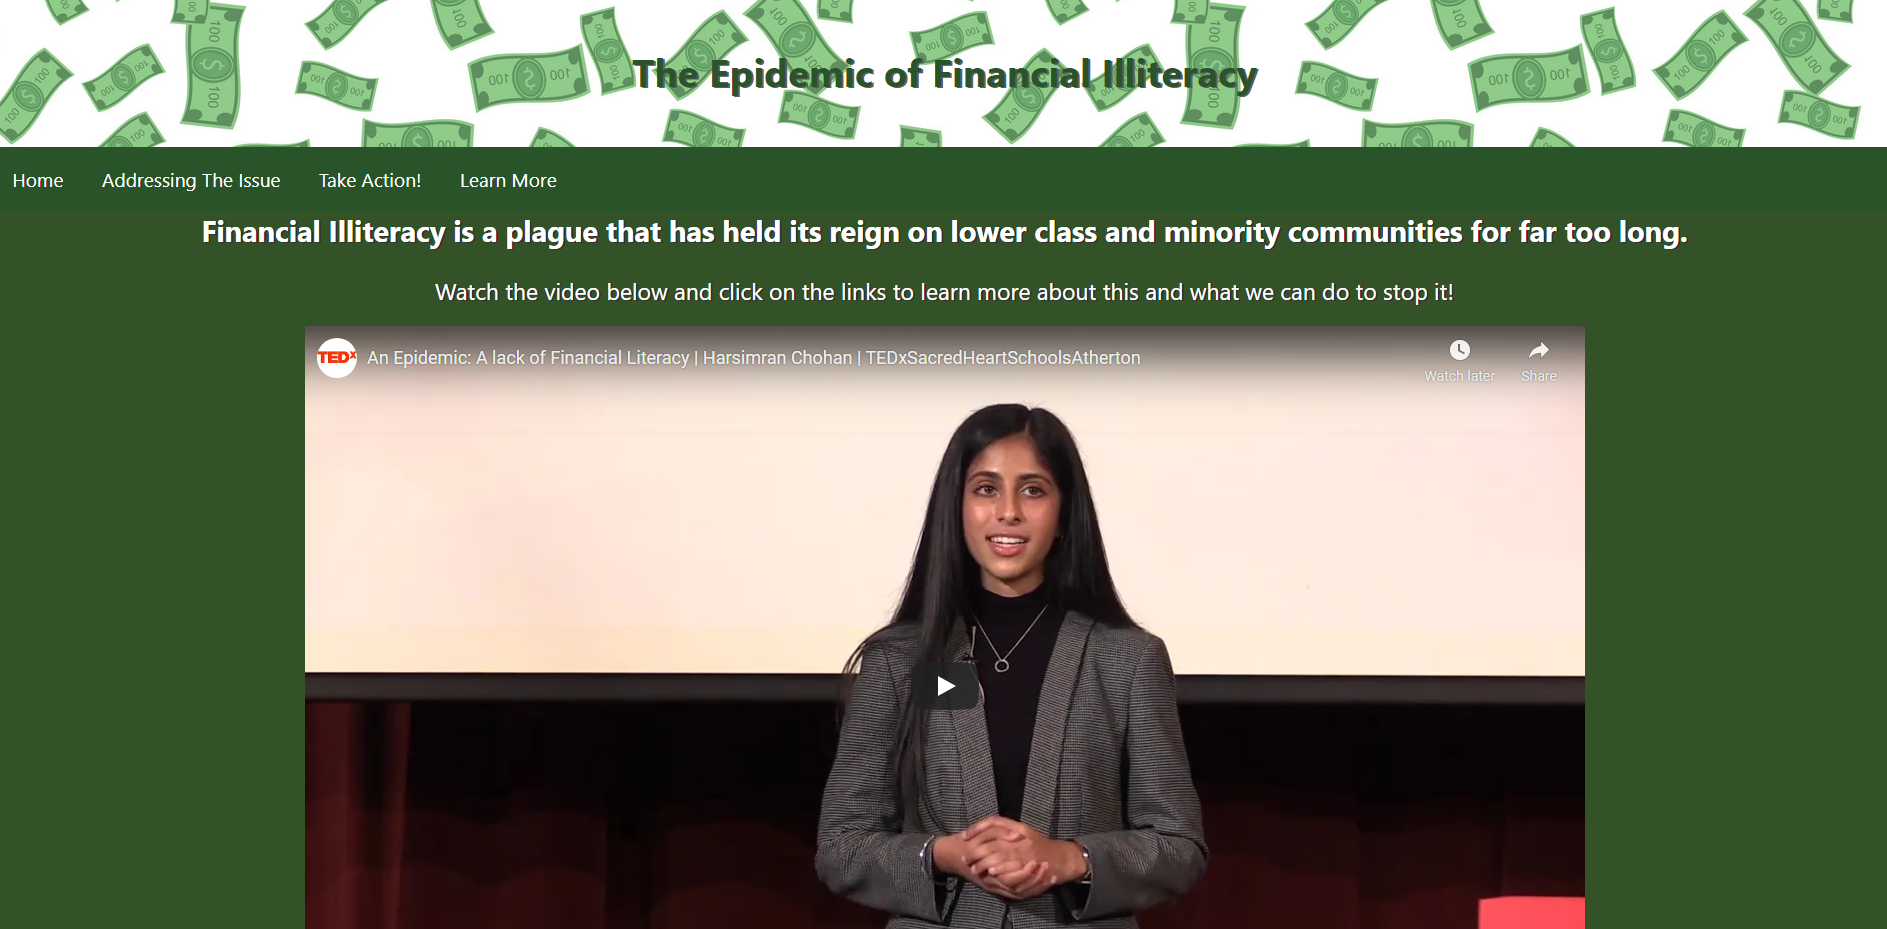 The Epidemic of Financial Illiteracy
Home Addressing The Issue Take Action! Learn More
Financial Illiteracy is a plague that has held its reign on lower class and minority communities for far too long.
Watch the video below and click on the links to learn more about this and what we can do to stop it!
TEDx An Epidemic: A lack of Financial Literacy | Harsimran Chohan | TEDxSacredHeartSchoolsAtherton
Watch later Share